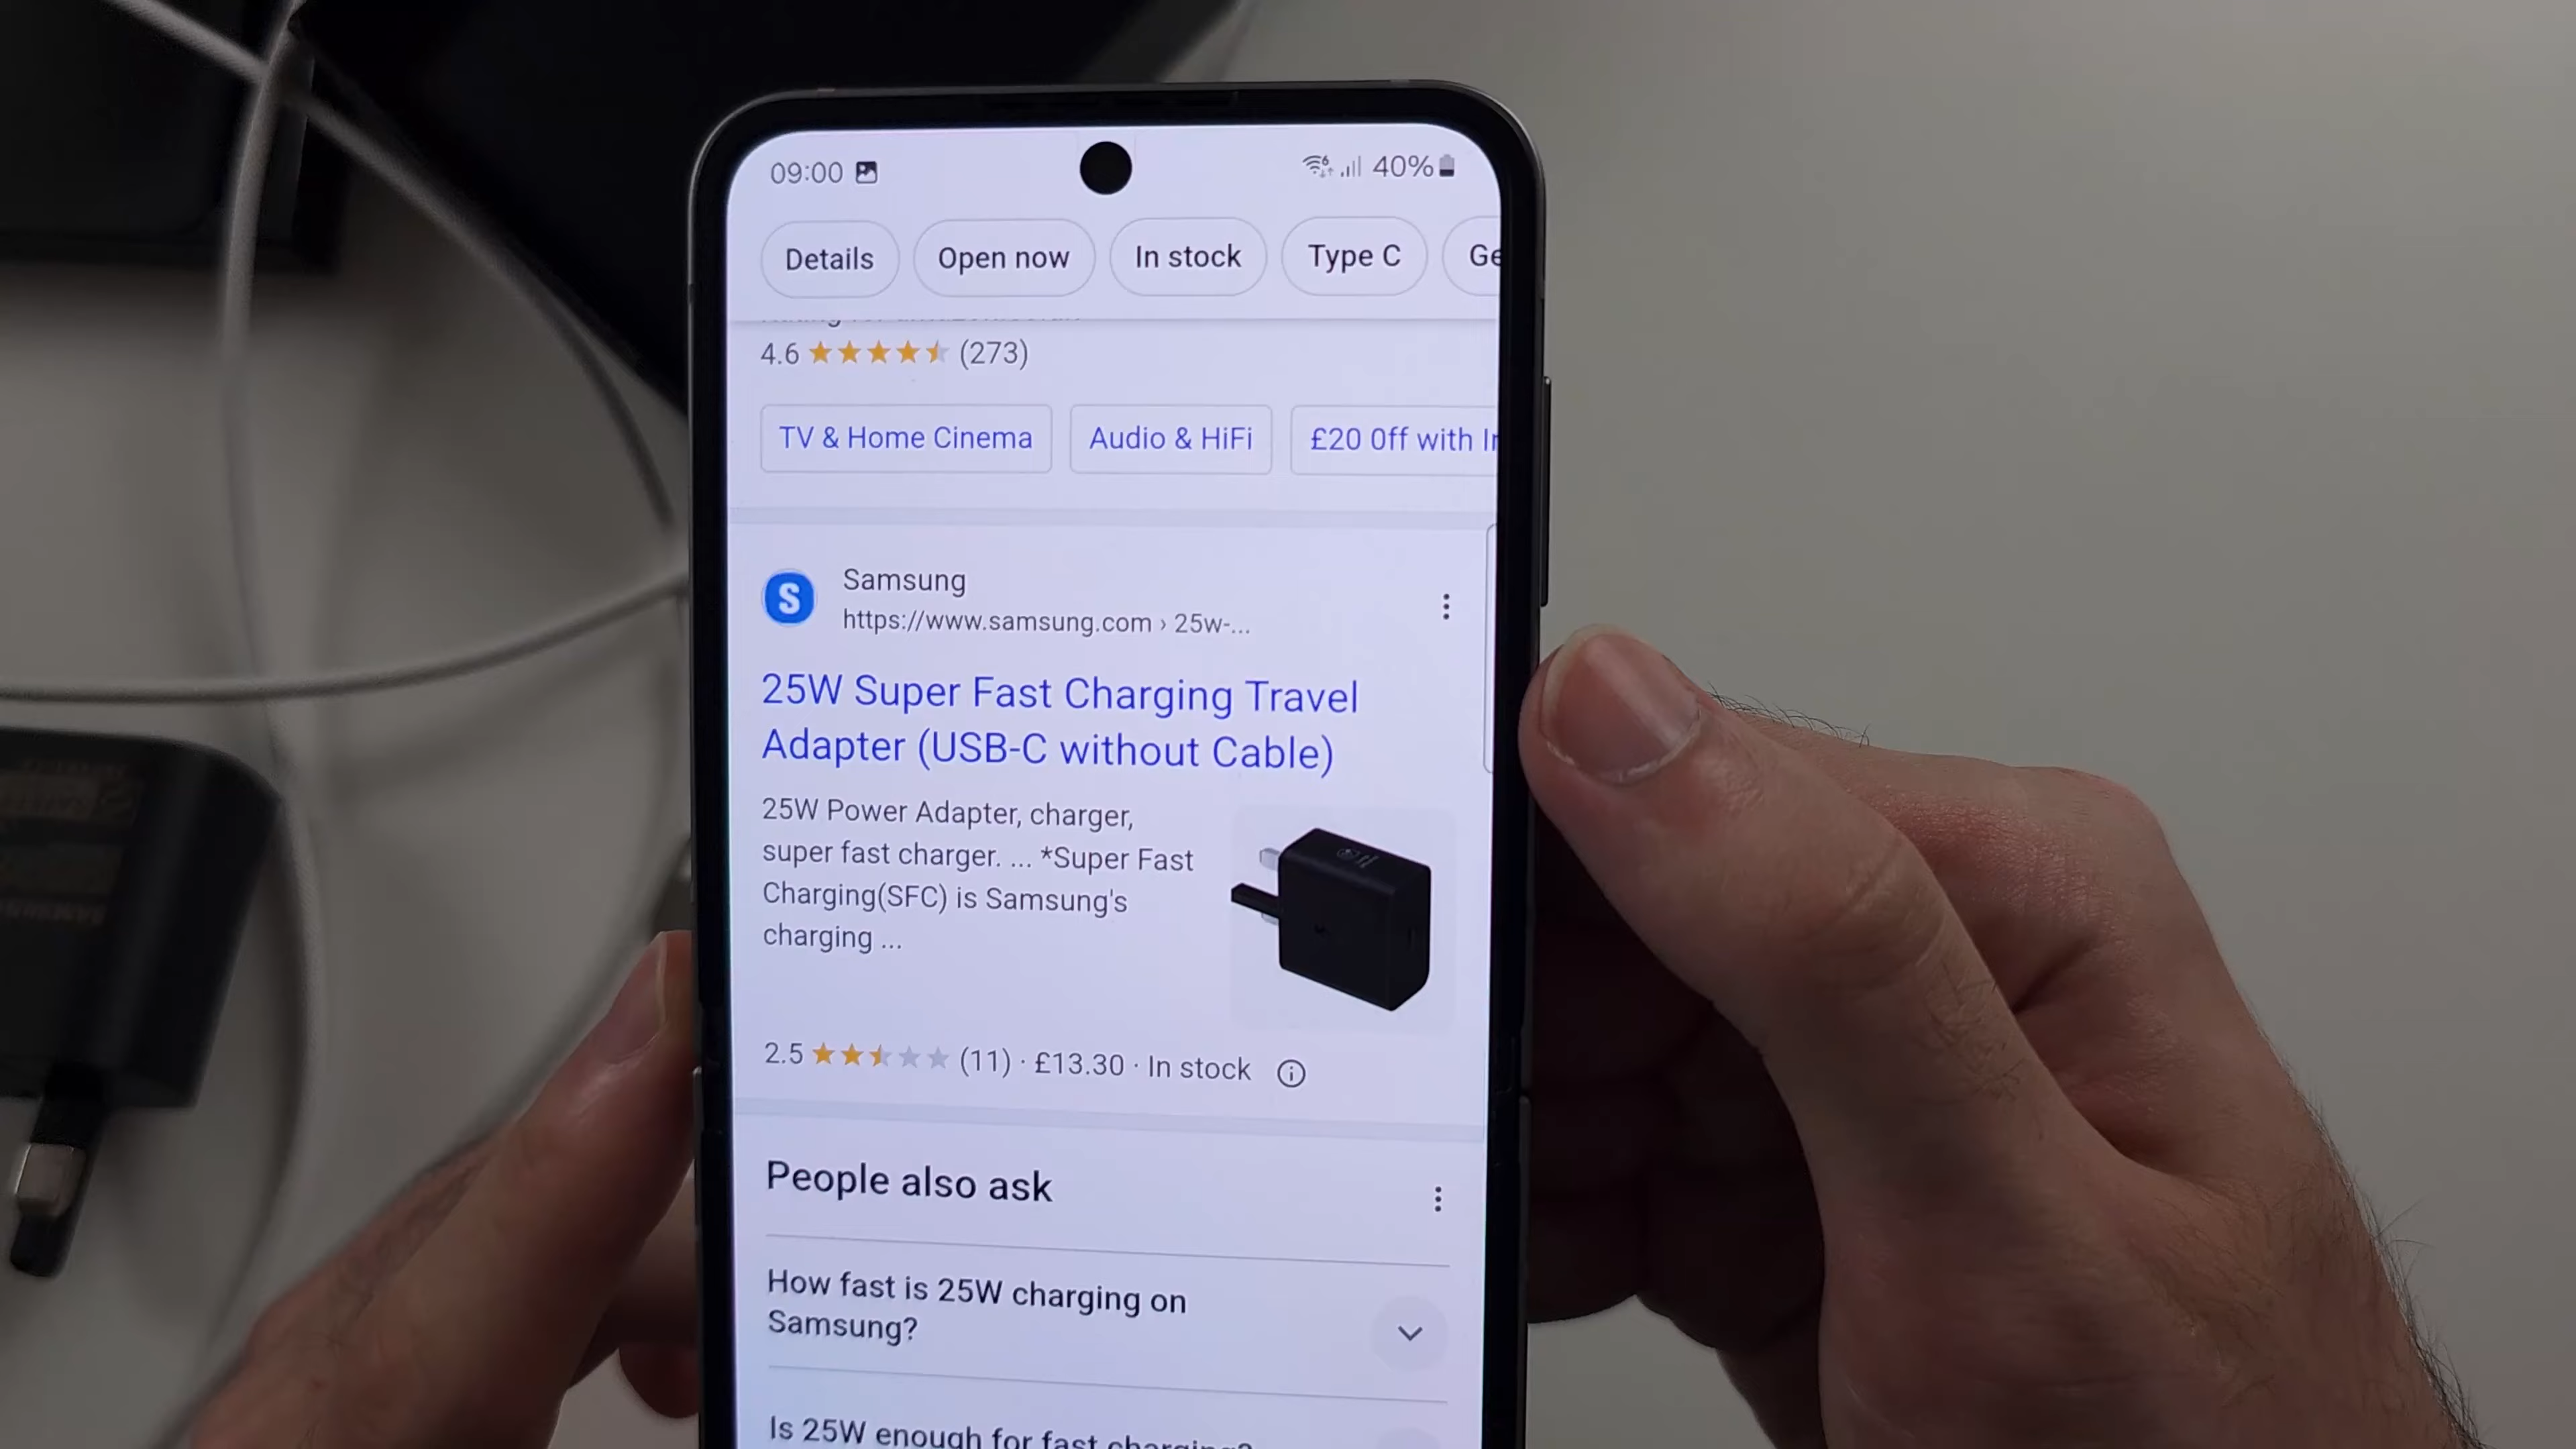 09:00
40%
Details
Open now
In stock
Type C
Ge
4.6 (273)
TV & Home Cinema
Audio & HiFi
£20 Off with In
S
Samsung
https://www.samsung.com › 25w-...
25W Super Fast Charging Travel
Adapter (USB-C without Cable)
25W Power Adapter, charger,
super fast charger. ... *Super Fast
Charging(SFC) is Samsung's
charging ...
2.5 (11) · £13.30 · In stock
People also ask
How fast is 25W charging on
Samsung?
Is 25W enough for fast charging?